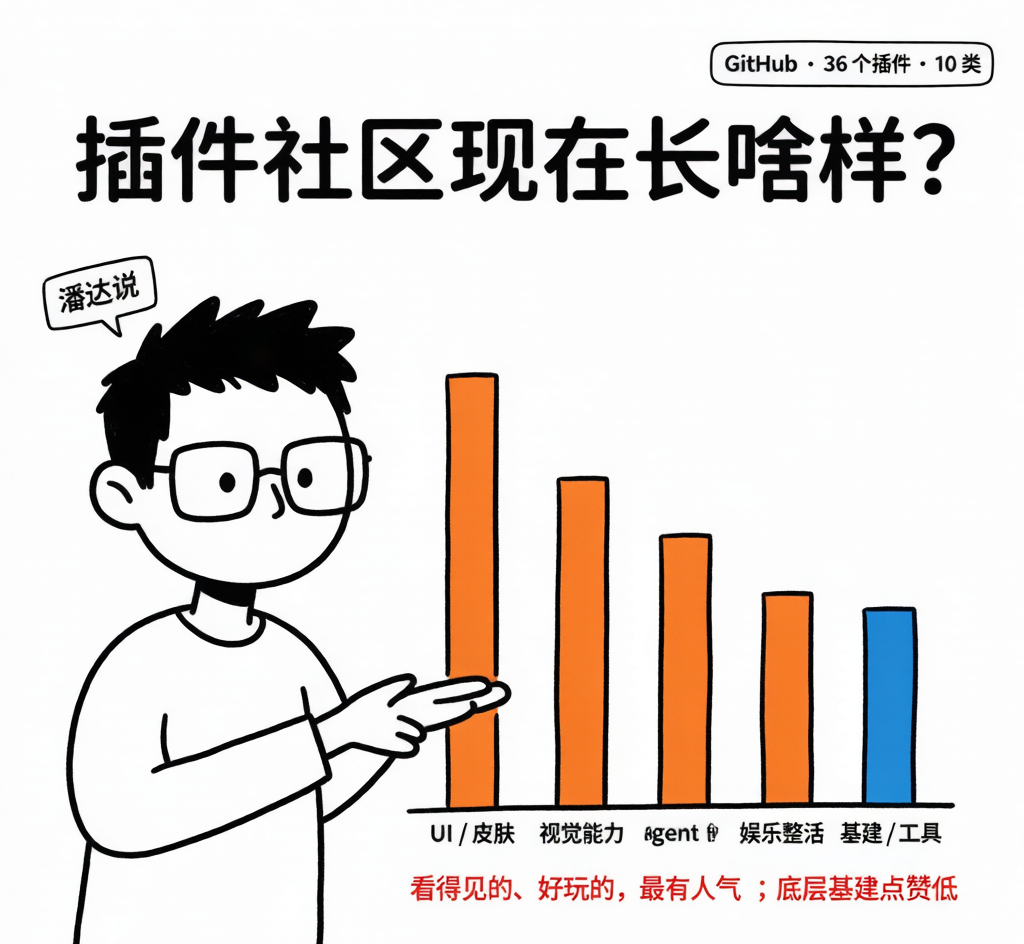 GitHub · 36 个插件 · 10 类
插件社区现在长啥样？
潘达说
UI / 皮肤
视觉能力
gent
娱乐整活
基建 / 工具
看得见的、好玩的，最有人气 ；底层基建点赞低